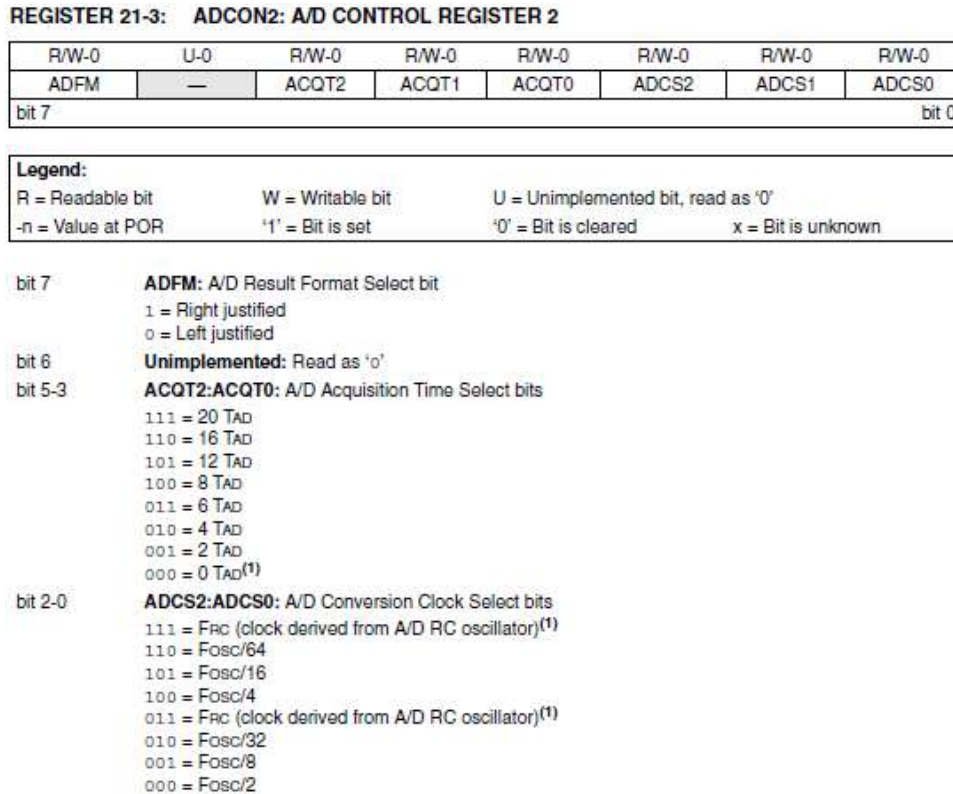 REGISTER 21-3: ADCON2: A/D CONTROL REGISTER 2
R/W-0 U-0 R/W-0 R/W-0 R/W-0 R/W-0 R/W-0 R/W-0
ADFM — ACQT2 ACQT1 ACQT0 ADCS2 ADCS1 ADCS0
bit 7 bit 0
Legend:
R = Readable bit W = Writable bit U = Unimplemented bit, read as ‘0’
-n = Value at POR ‘1’ = Bit is set ‘0’ = Bit is cleared x = Bit is unknown
bit 7 ADFM: A/D Result Format Select bit
1 = Right justified
0 = Left justified
bit 6 Unimplemented: Read as ‘0’
bit 5-3 ACQT2:ACQT0: A/D Acquisition Time Select bits
111 = 20 TAD
110 = 16 TAD
101 = 12 TAD
100 = 8 TAD
011 = 6 TAD
010 = 4 TAD
001 = 2 TAD
000 = 0 TAD(1)
bit 2-0 ADCS2:ADCS0: A/D Conversion Clock Select bits
111 = FRC (clock derived from A/D RC oscillator)(1)
110 = FOSC/64
101 = FOSC/16
100 = FOSC/4
011 = FRC (clock derived from A/D RC oscillator)(1)
010 = FOSC/32
001 = FOSC/8
000 = FOSC/2